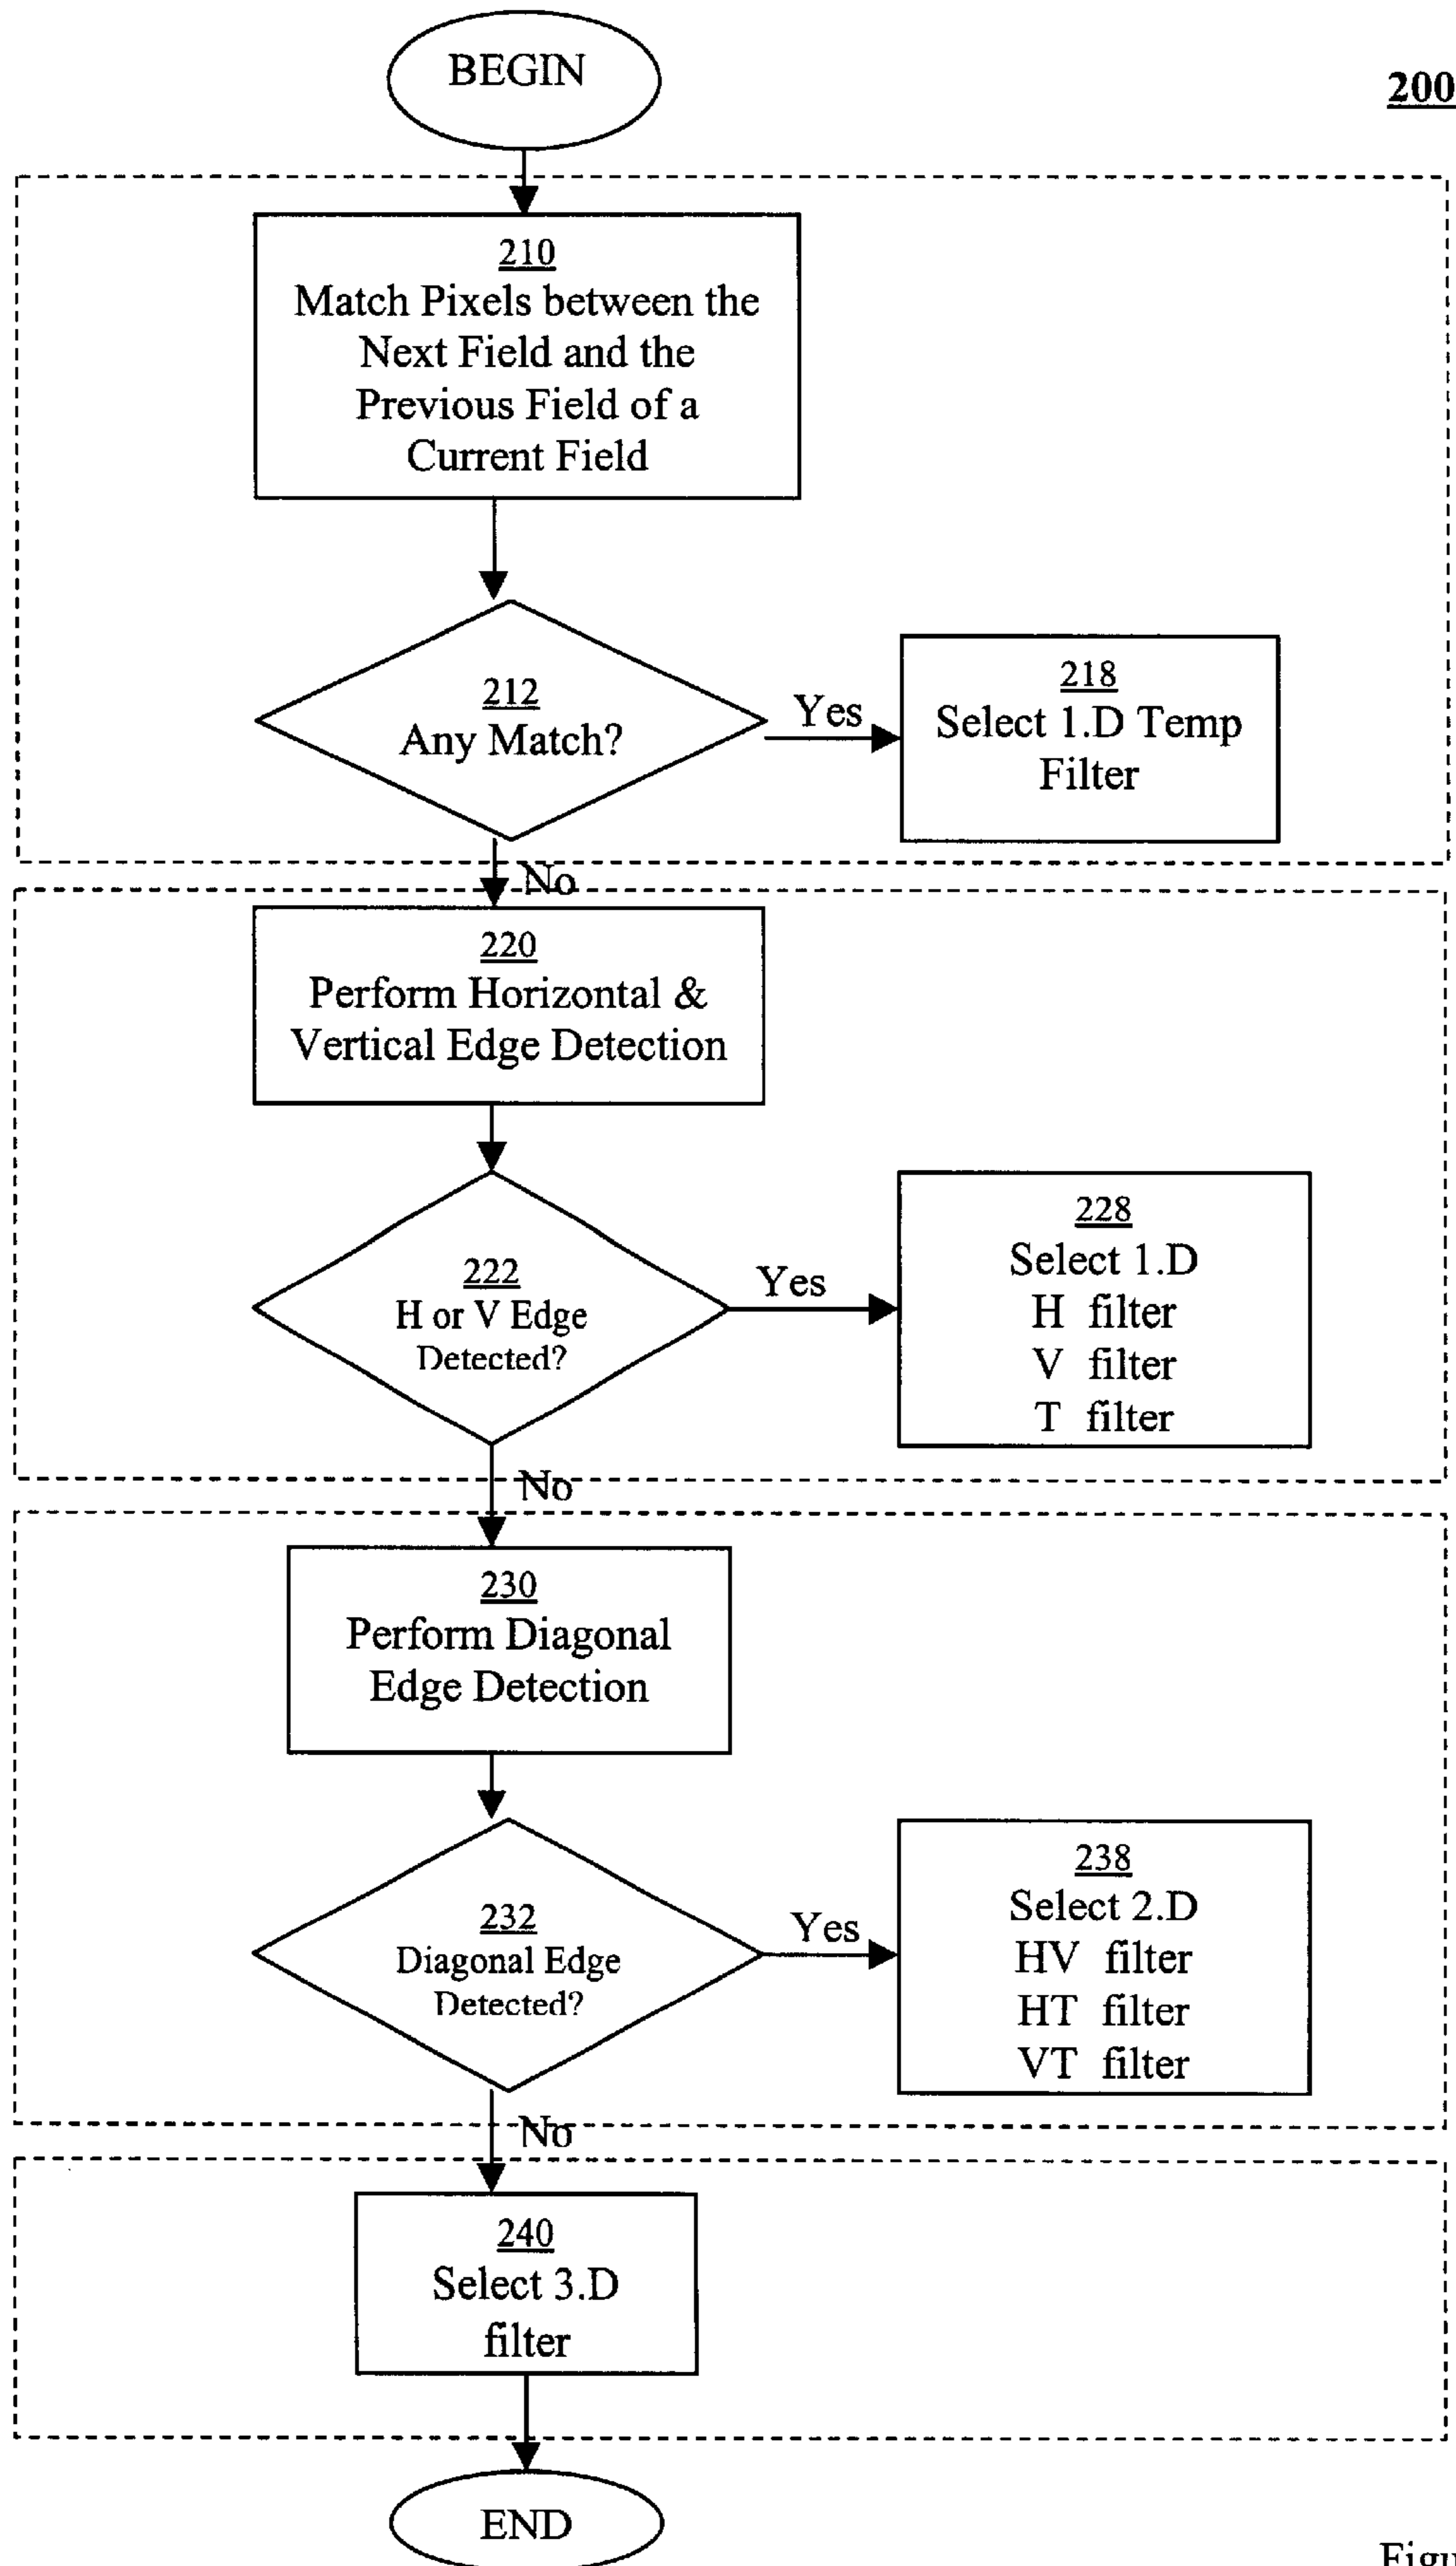 BEGIN
200
210
Match Pixels between the
Next Field and the
Previous Field of a
Current Field
212
Any Match?
Yes
218
Select 1.D Temp
Filter
No
220
Perform Horizontal &
Vertical Edge Detection
222
H or V Edge
Detected?
Yes
228
Select 1.D
H filter
V filter
T filter
No
230
Perform Diagonal
Edge Detection
232
Diagonal Edge
Detected?
Yes
238
Select 2.D
HV filter
HT filter
VT filter
No
240
Select 3.D
filter
END